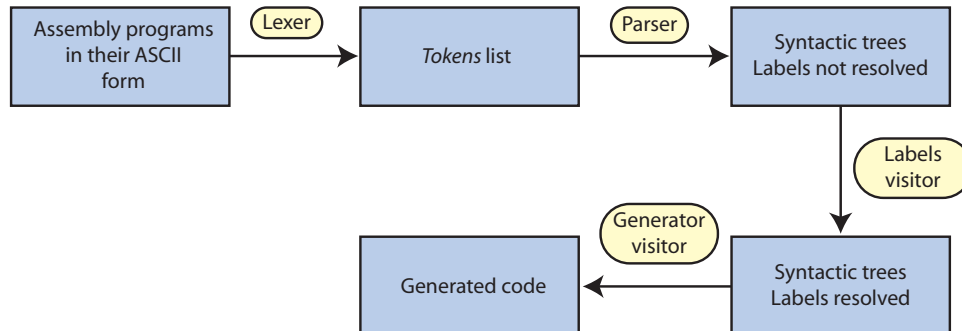 Assembly programs
in their ASCII
form
Lexer
Tokens list
Parser
Syntactic trees
Labels not resolved
Labels
visitor
Syntactic trees
Labels resolved
Generator
visitor
Generated code